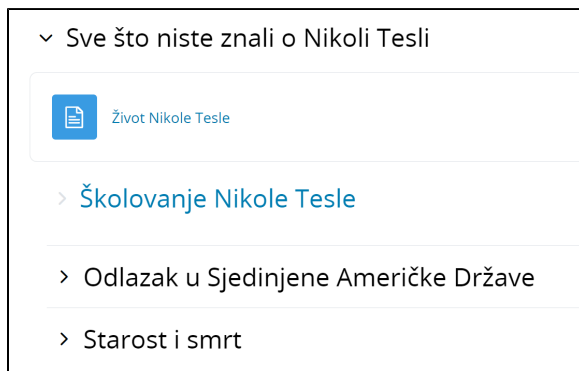 Sve što niste znali o Nikoli Tesli
Život Nikole Tesle
Školovanje Nikole Tesle
Odlazak u Sjedinjene Američke Države
Starost i smrt